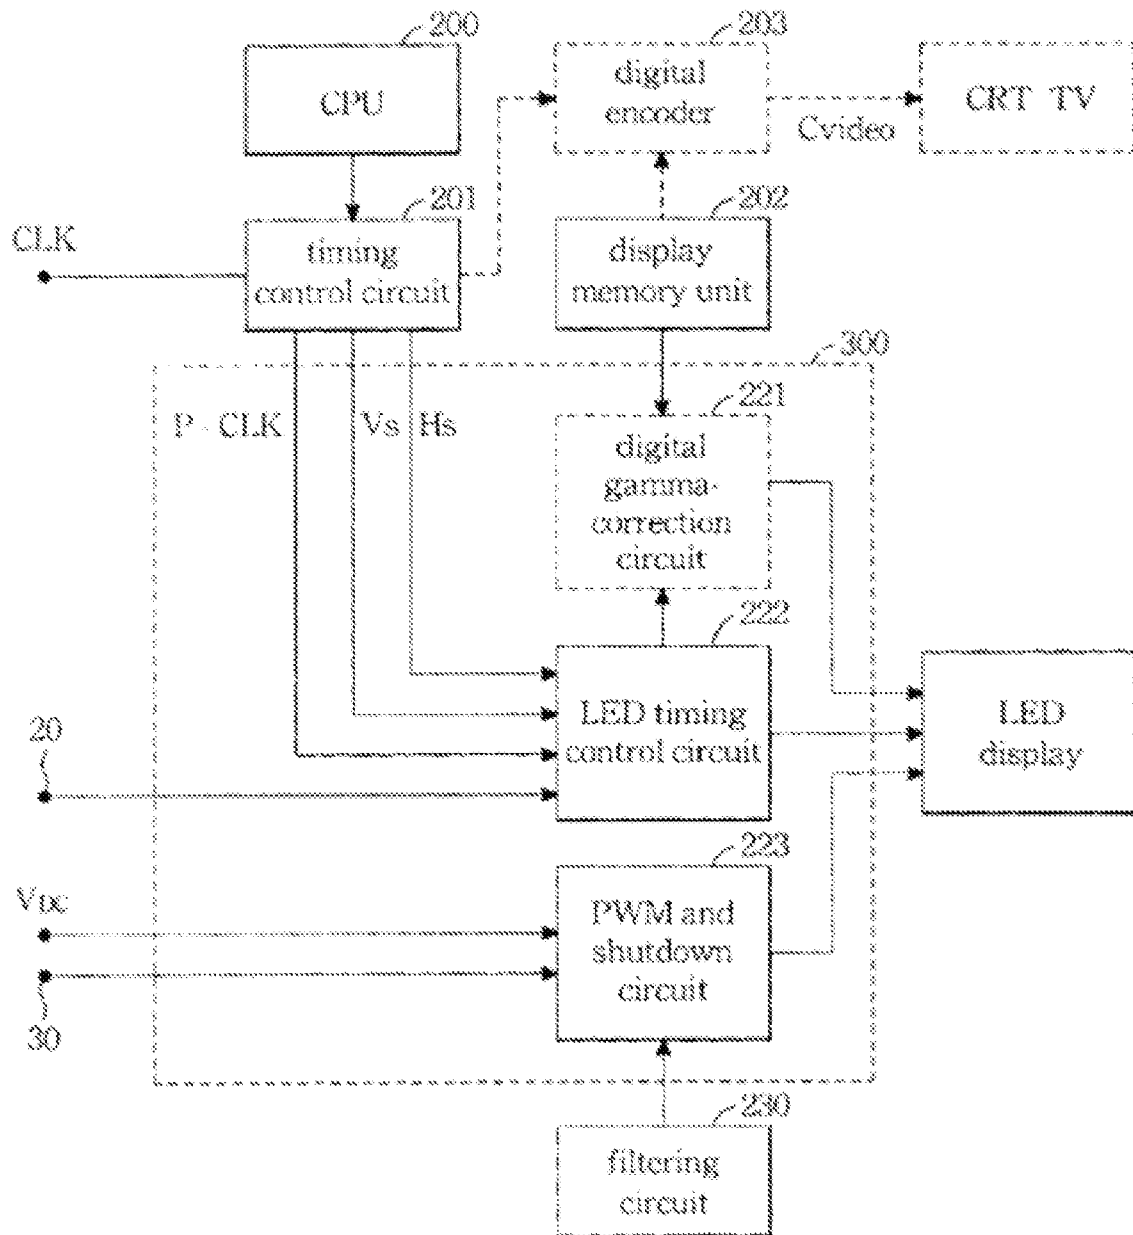 200
CPU
203
digital
encoder
CRT TV
Cvideo
201
timing
control circuit
CLK
202
display
memory unit
300
P - CLK
Vs
Hs
221
digital
gamma-
correction
circuit
222
LED timing
control circuit
LED
display
20
223
PWM and
shutdown
circuit
VDC
30
230
filtering
circuit